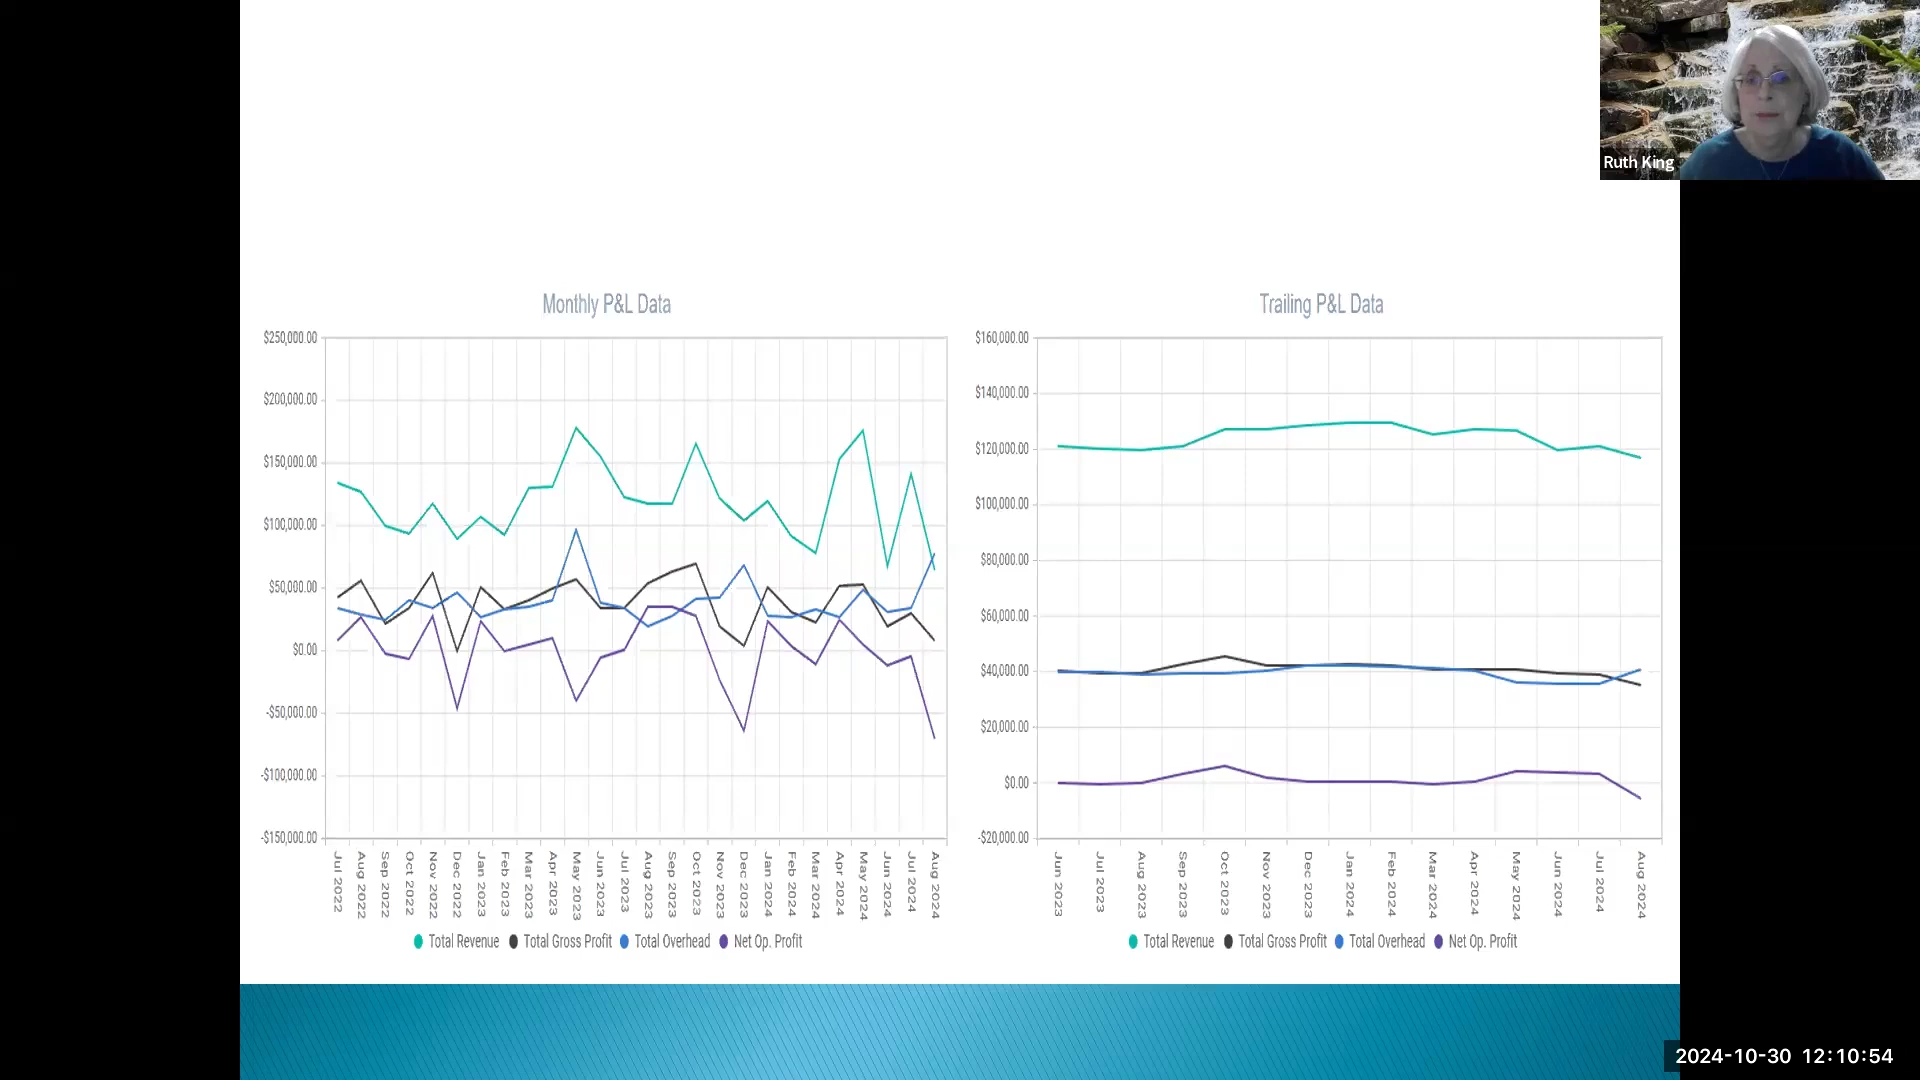 Ruth King
Monthly P&L Data
$250,000.00
$200,000.00
$150,000.00
$100,000.00
$50,000.00
$0.00
-$50,000.00
-$100,000.00
-$150,000.00
Jul 2022
Aug 2022
Sep 2022
Oct 2022
Nov 2022
Dec 2022
Jan 2023
Feb 2023
Mar 2023
Apr 2023
May 2023
Jun 2023
Jul 2023
Aug 2023
Sep 2023
Oct 2023
Nov 2023
Dec 2023
Jan 2024
Feb 2024
Mar 2024
Apr 2024
May 2024
Jun 2024
Jul 2024
Aug 2024
Total Revenue Total Gross Profit Total Overhead Net Op. Profit
Trailing P&L Data
$160,000.00
$140,000.00
$120,000.00
$100,000.00
$80,000.00
$60,000.00
$40,000.00
$20,000.00
$0.00
-$20,000.00
Jun 2023
Jul 2023
Aug 2023
Sep 2023
Oct 2023
Nov 2023
Dec 2023
Jan 2024
Feb 2024
Mar 2024
Apr 2024
May 2024
Jun 2024
Jul 2024
Aug 2024
Total Revenue Total Gross Profit Total Overhead Net Op. Profit
2024-10-30 12:10:54